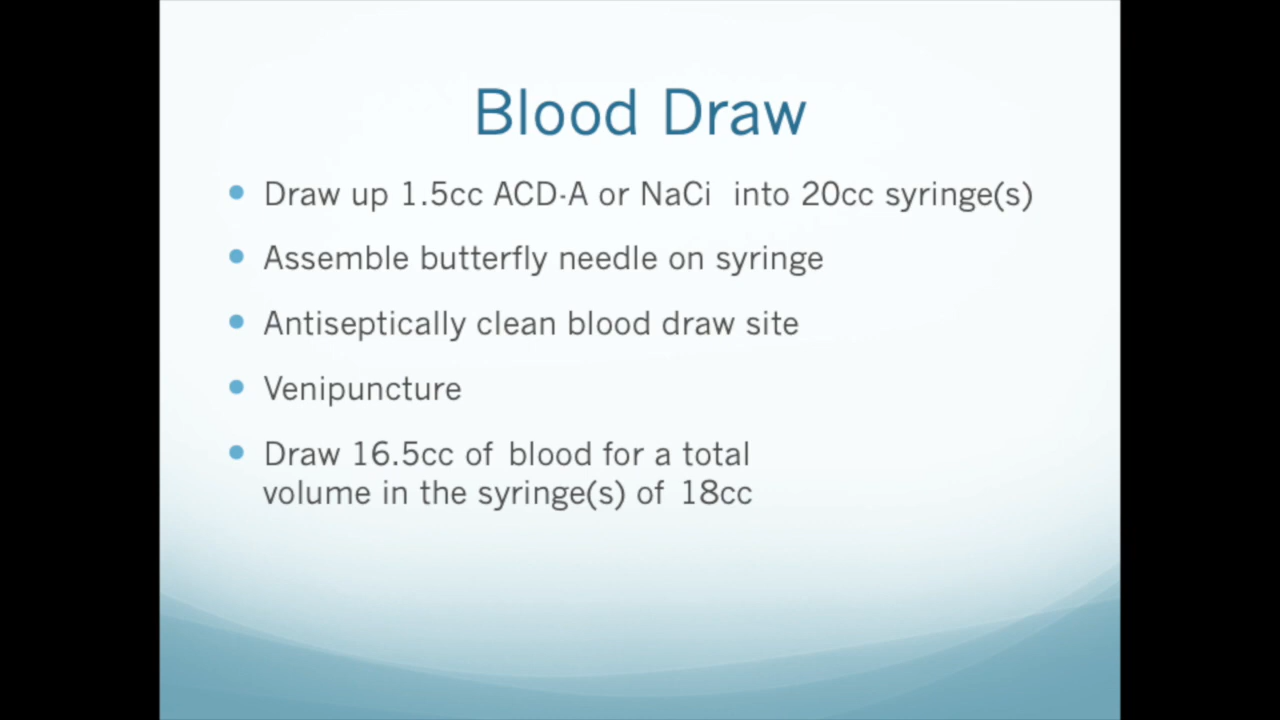 Blood Draw
Draw up 1.5cc ACD-A or NaCi into 20cc syringe(s)
Assemble butterfly needle on syringe
Antiseptically clean blood draw site
Venipuncture
Draw 16.5cc of blood for a total
volume in the syringe(s) of 18cc